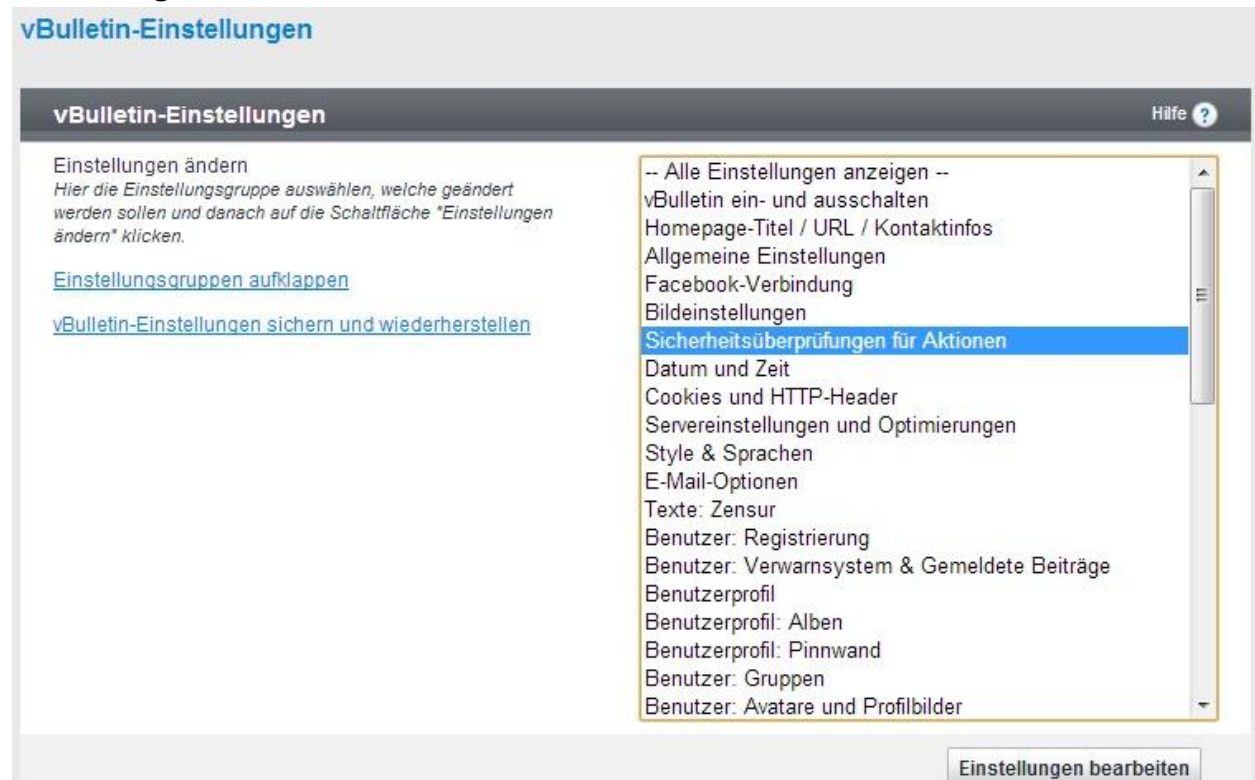 vBulletin-Einstellungen
vBulletin-Einstellungen
Hilfe ?
Einstellungen ändern
Hier die Einstellungsgruppe auswählen, welche geändert
werden sollen und danach auf die Schaltfläche "Einstellungen
ändern" klicken.
Einstellungsgruppen aufklappen
vBulletin-Einstellungen sichern und wiederherstellen
-- Alle Einstellungen anzeigen --
vBulletin ein- und ausschalten
Homepage-Titel / URL / Kontaktinfos
Allgemeine Einstellungen
Facebook-Verbindung
Bildeinstellungen
Sicherheitsüberprüfungen für Aktionen
Datum und Zeit
Cookies und HTTP-Header
Servereinstellungen und Optimierungen
Style & Sprachen
E-Mail-Optionen
Texte: Zensur
Benutzer: Registrierung
Benutzer: Verwarnsystem & Gemeldete Beiträge
Benutzerprofil
Benutzerprofil: Alben
Benutzerprofil: Pinnwand
Benutzer: Gruppen
Benutzer: Avatare und Profilbilder
Einstellungen bearbeiten